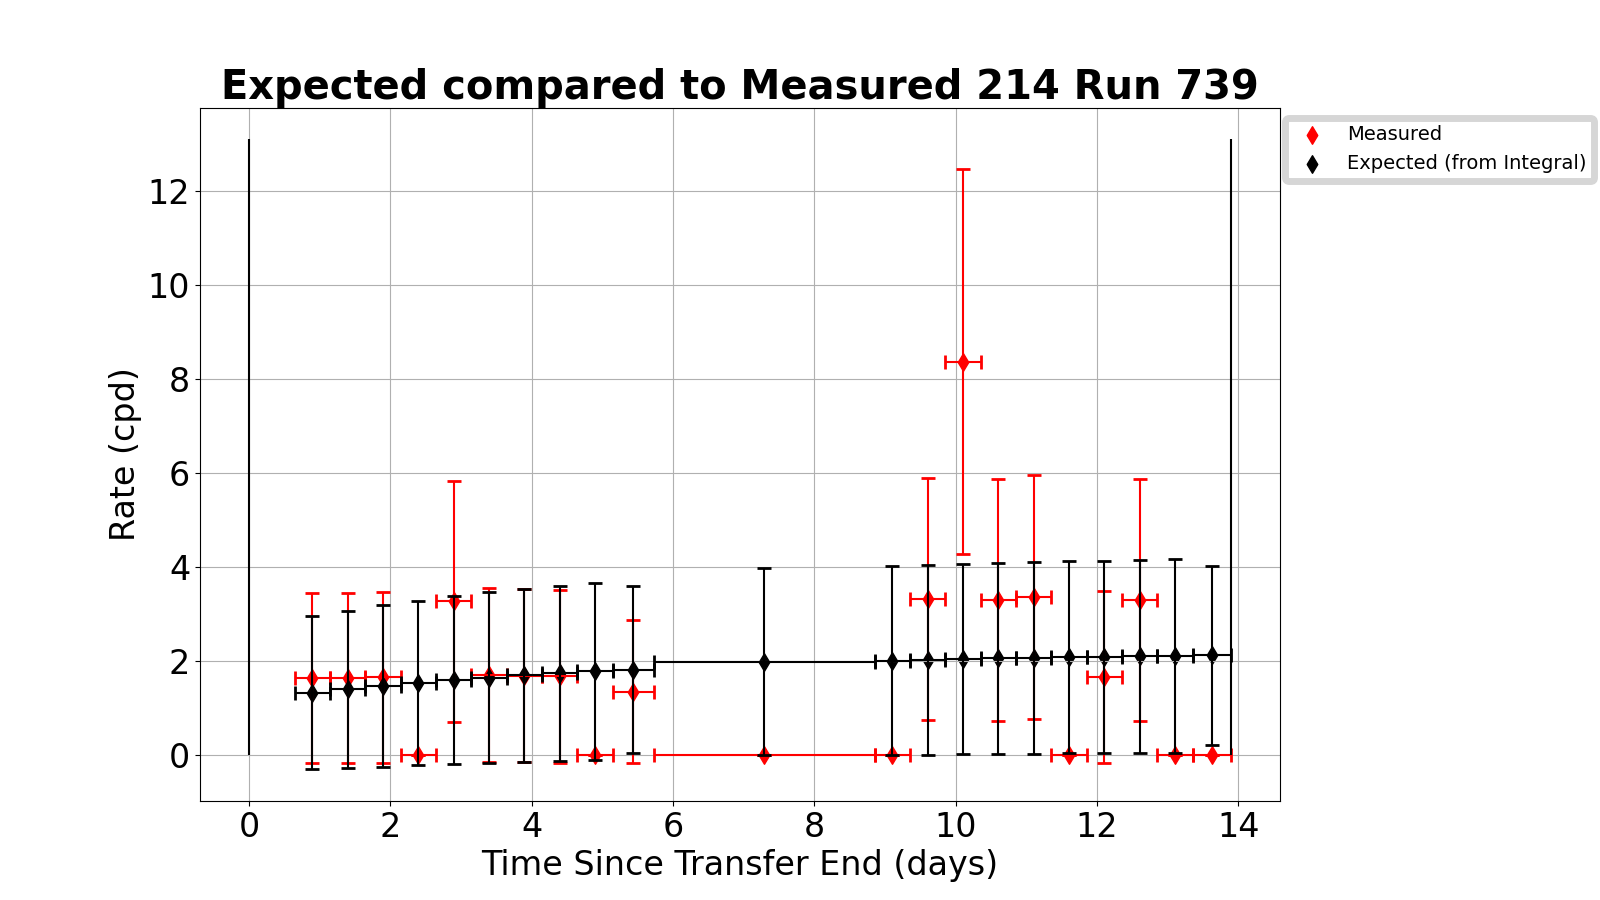 Expected compared to Measured 214 Run 739
Measured
Expected (from Integral)
12
10
8
6
4
2
0
Rate (cpd)
0 2 4 6 8 10 12 14
Time Since Transfer End (days)